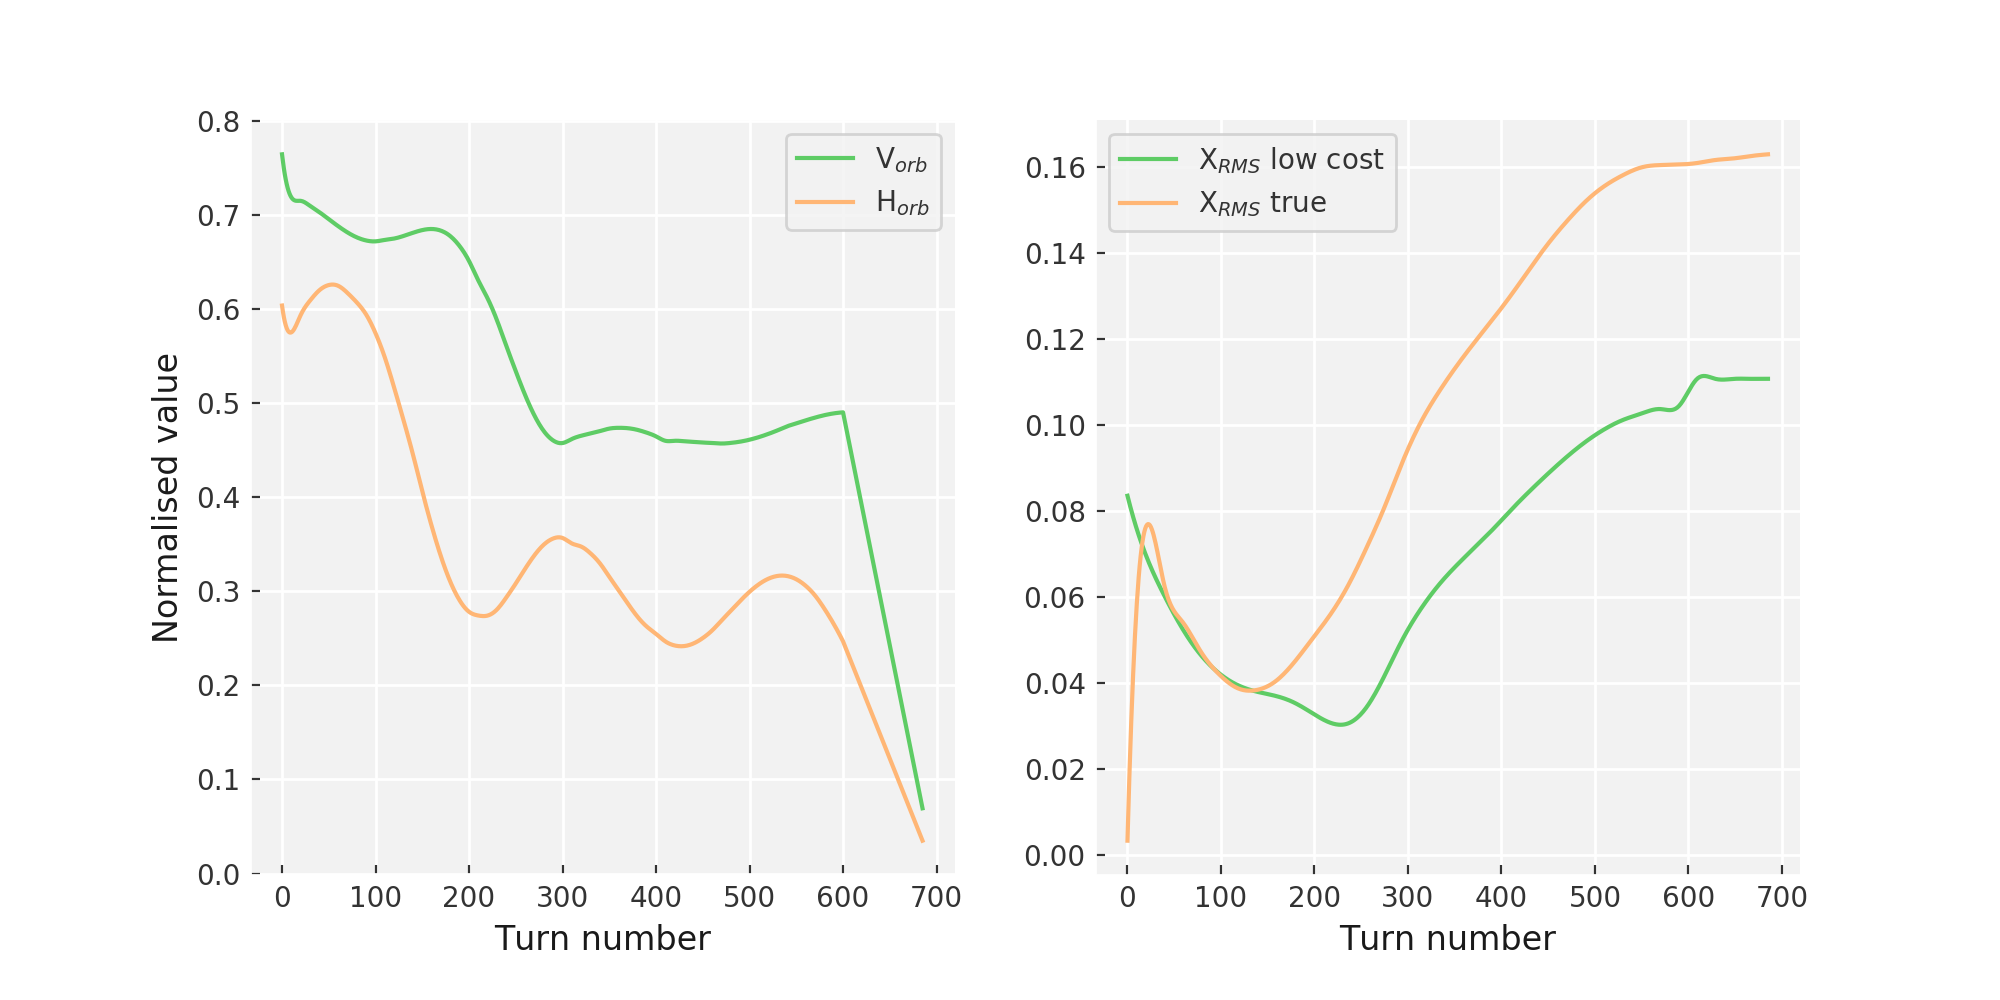 0.8
0.7
0.6
0.5
0.4
0.3
0.2
0.1
0.0
Normalised value
0 100 200 300 400 500 600 700
Turn number
V_orb
H_orb
0.16
0.14
0.12
0.10
0.08
0.06
0.04
0.02
0.00
0 100 200 300 400 500 600 700
Turn number
X_RMS low cost
X_RMS true